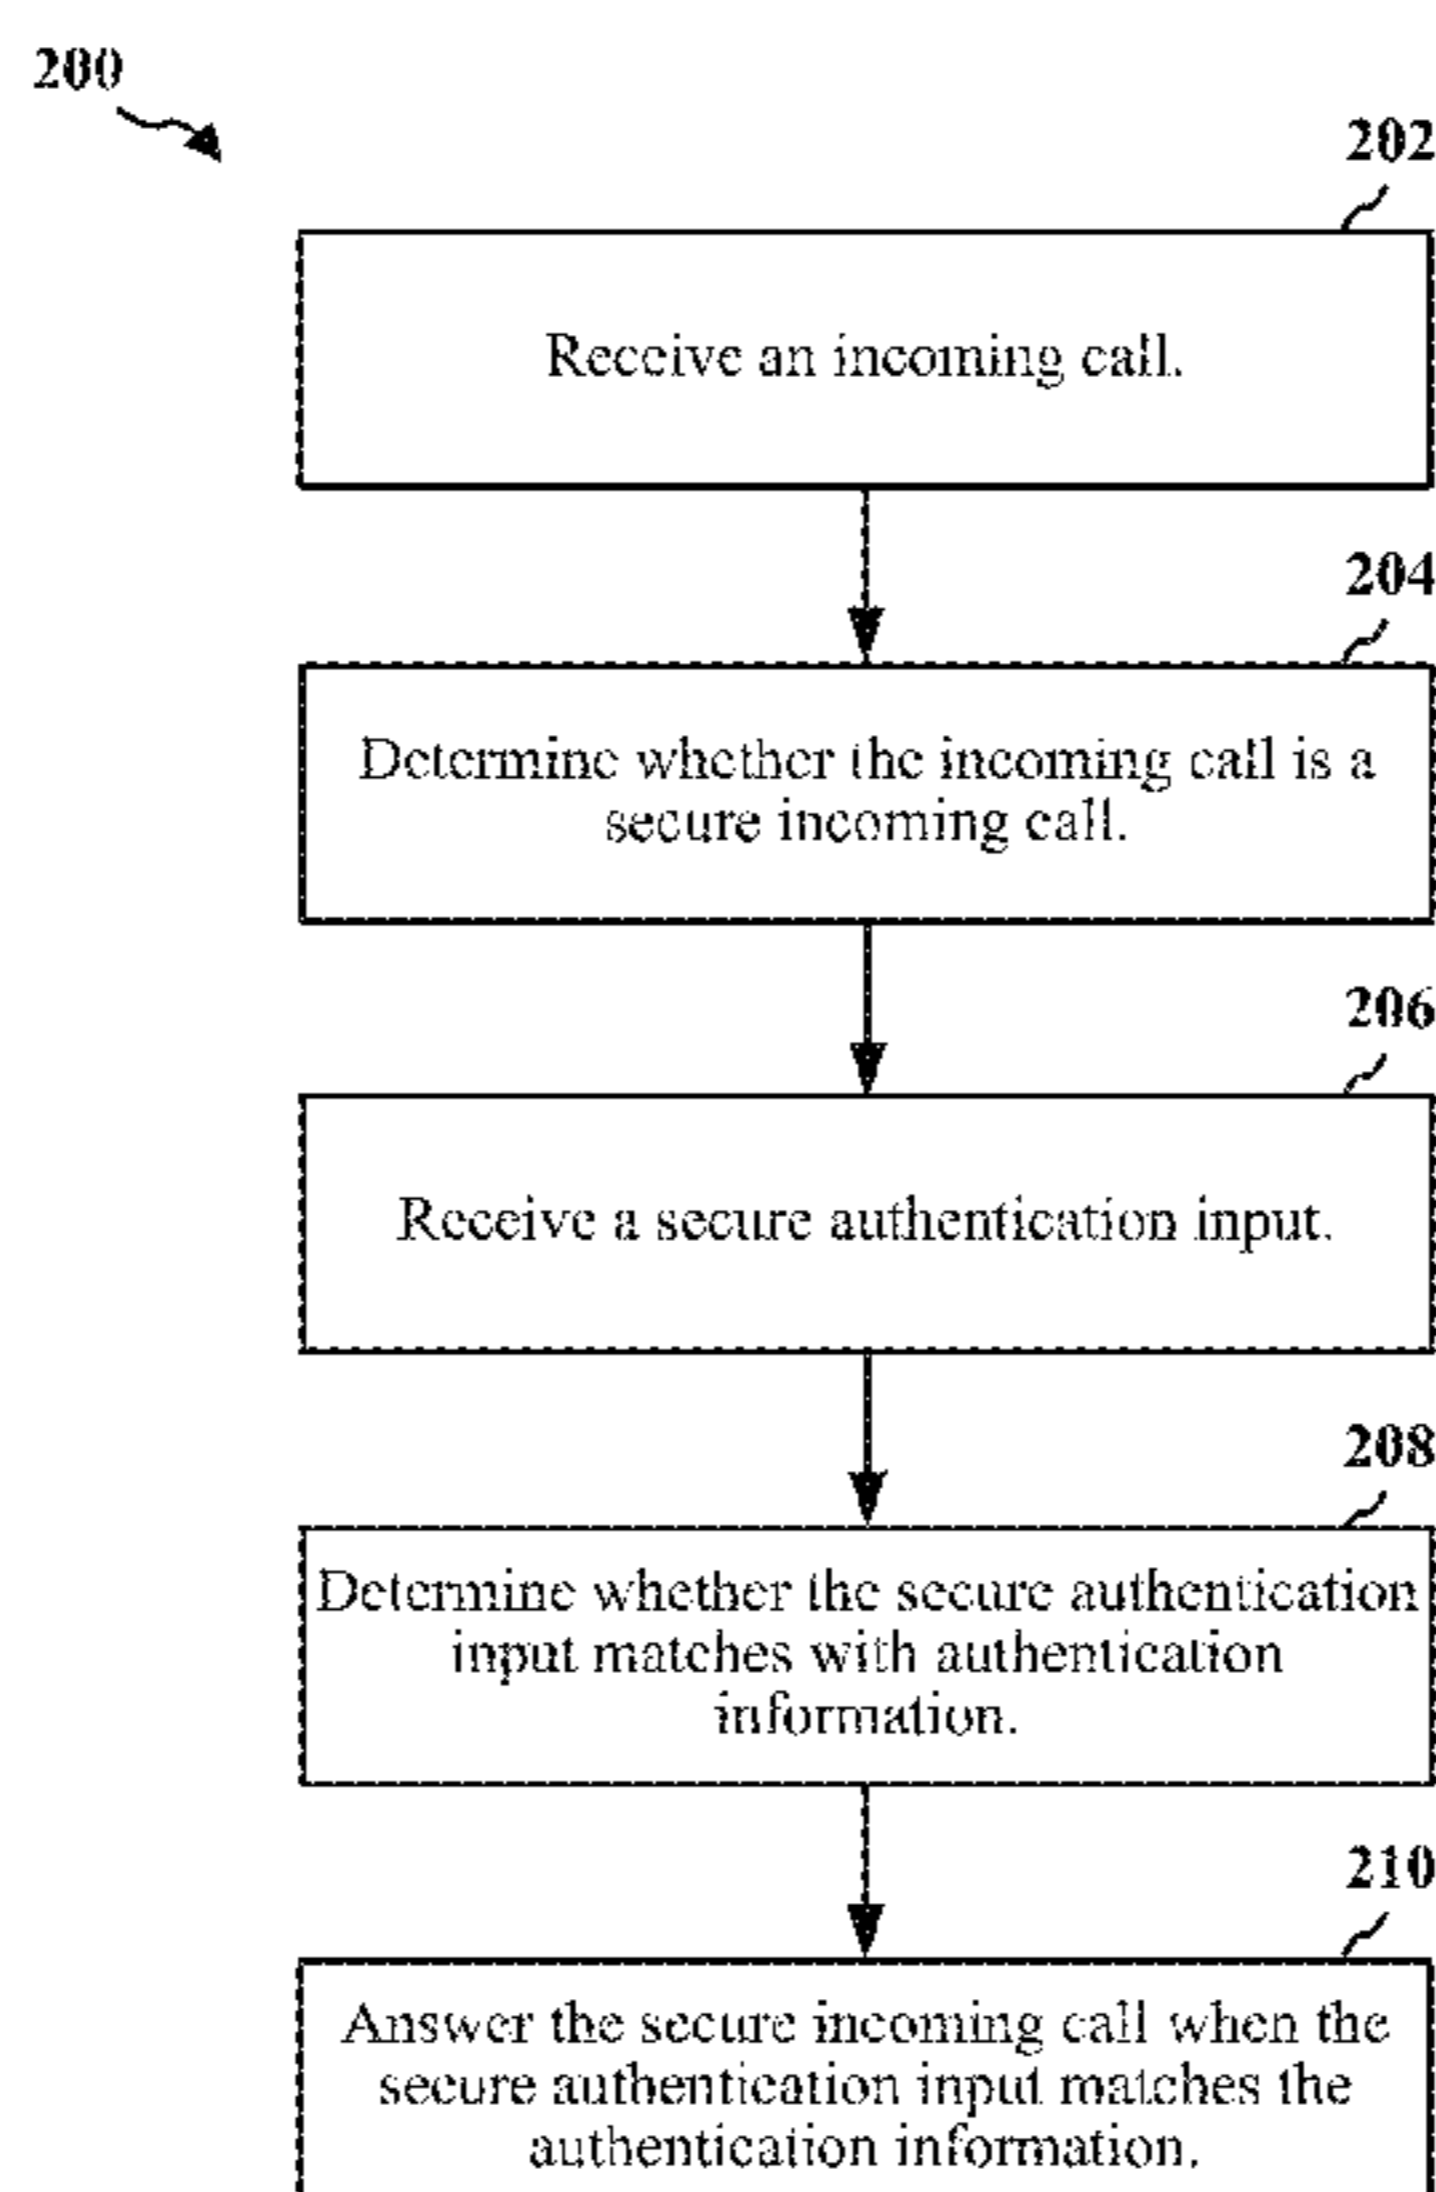 200
202
Receive an incoming call.
204
Determine whether the incoming call is a
secure incoming call.
206
Receive a secure authentication input.
208
Determine whether the secure authentication
input matches with authentication
information.
210
Answer the secure incoming call when the
secure authentication input matches the
authentication information.